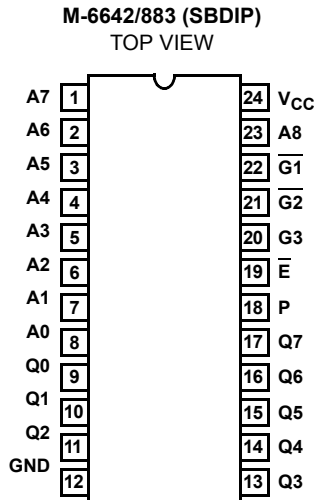 M-6642/883 (SBDIP)
TOP VIEW
A7 1 24 VCC
A6 2 23 A8
A5 3 22 G1
A4 4 21 G2
A3 5 20 G3
A2 6 19 E
A1 7 18 P
A0 8 17 Q7
Q0 9 16 Q6
Q1 10 15 Q5
Q2 11 14 Q4
GND 12 13 Q3